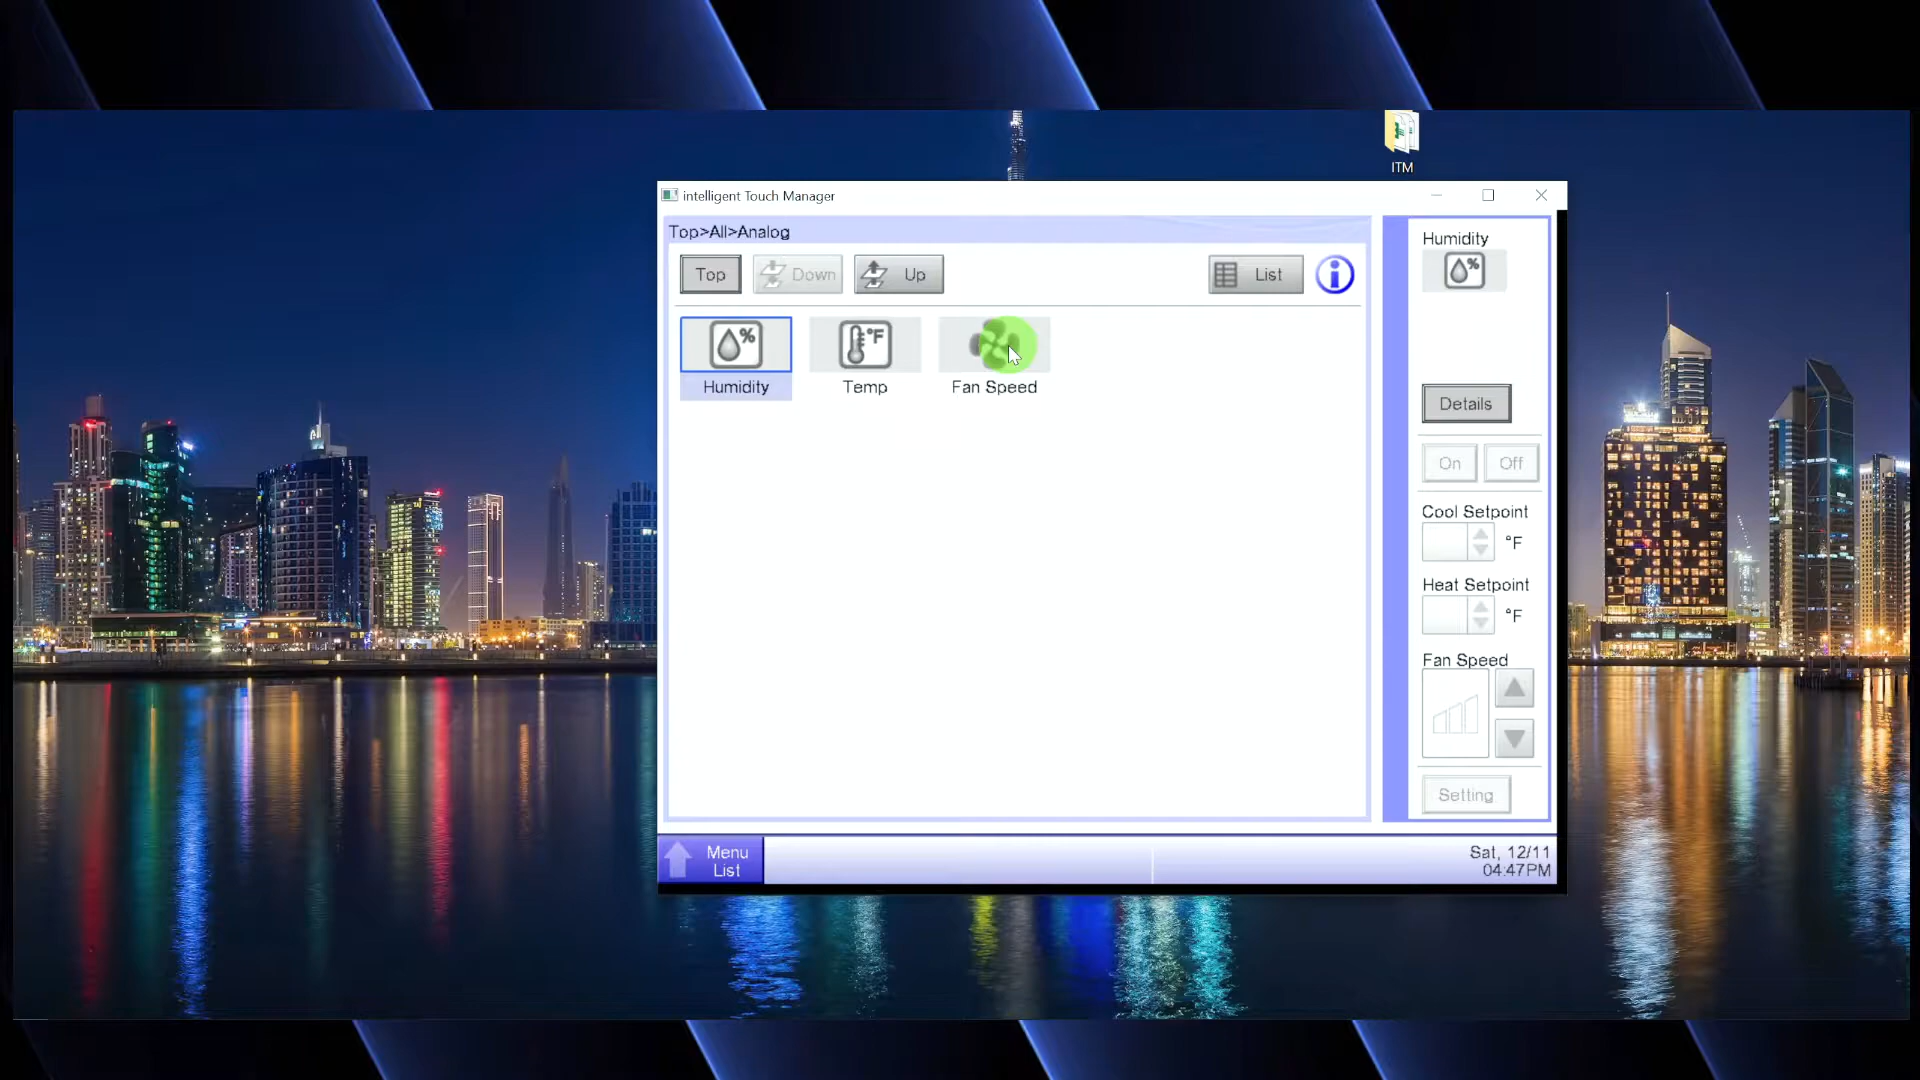 ITM
intelligent Touch Manager
Top>All>Analog
Top
Down
Up
List
Humidity
Temp
Fan Speed
Humidity
Details
On
Off
Cool Setpoint
°F
Heat Setpoint
°F
Fan Speed
Setting
Menu
List
Sat, 12/11
04:47PM